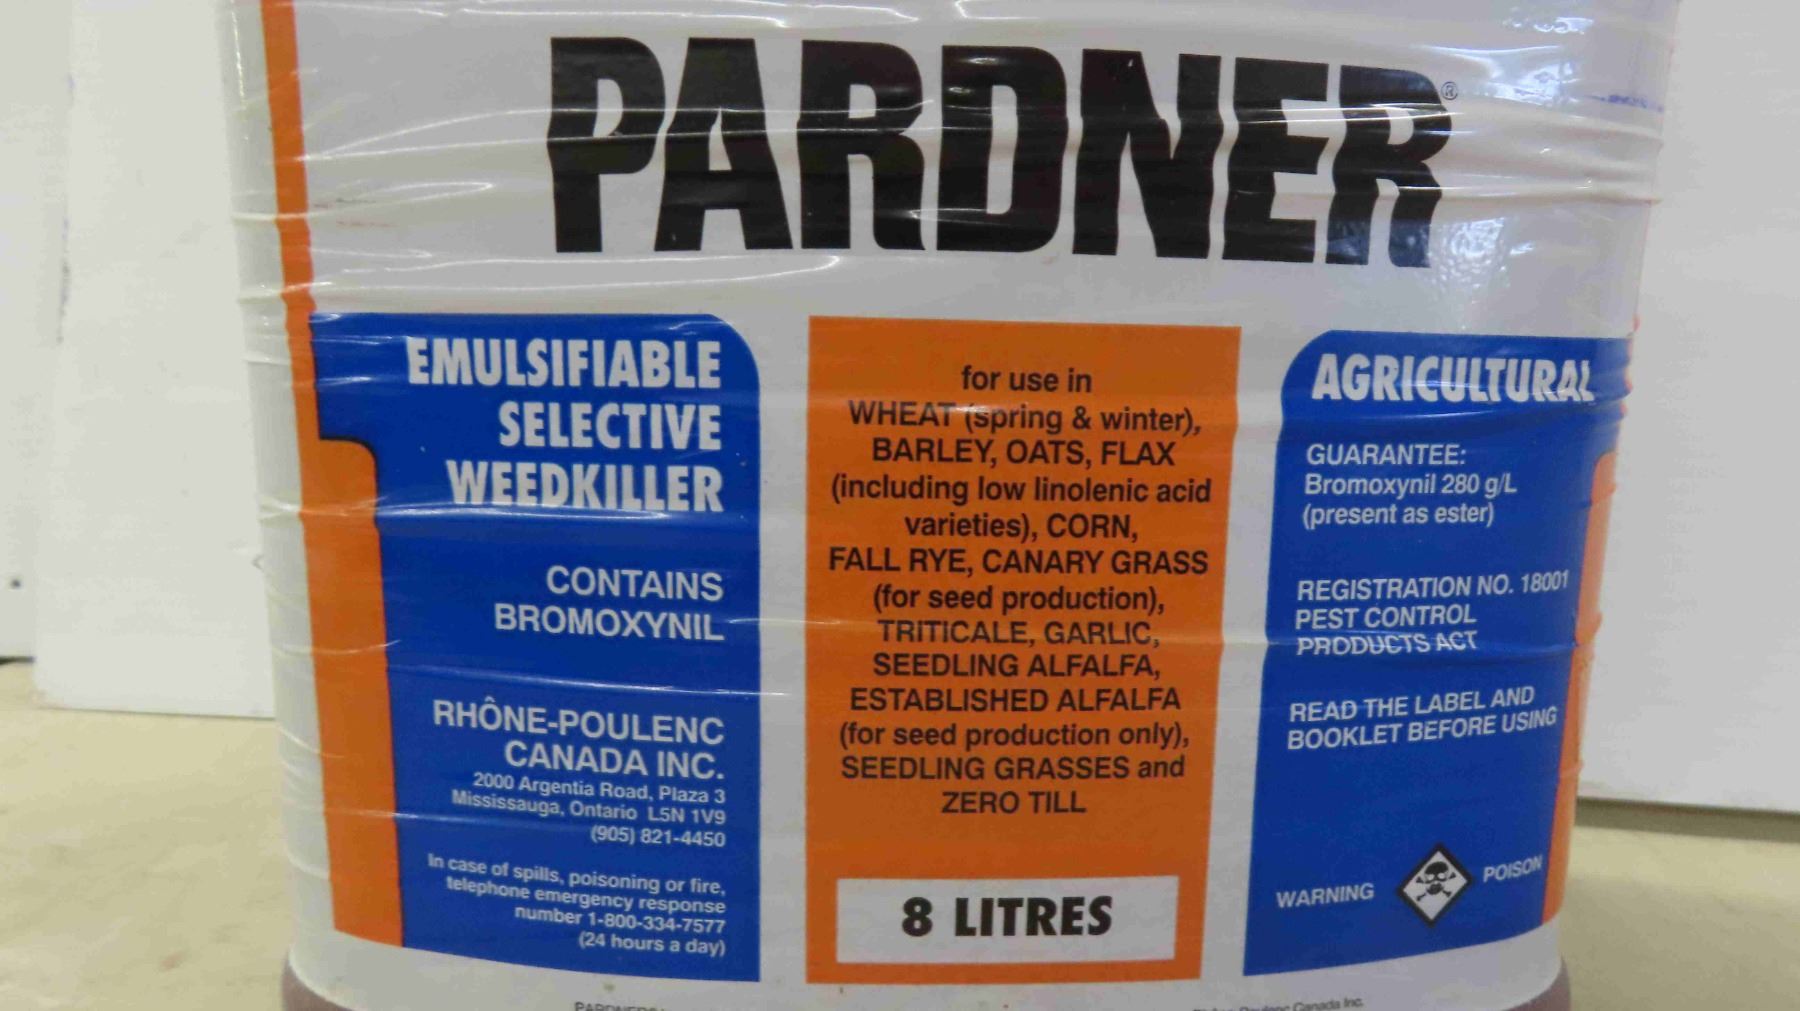 PARDNER®
EMULSIFIABLE
SELECTIVE
WEEDKILLER
CONTAINS
BROMOXYNIL
RHÔNE-POULENC
CANADA INC.
2000 Argentia Road, Plaza 3
Mississauga, Ontario L5N 1V9
(905) 821-4450
In case of spills, poisoning or fire,
telephone emergency response
number 1-800-334-7577
(24 hours a day)
for use in
WHEAT (spring & winter),
BARLEY, OATS, FLAX
(including low linolenic acid
varieties), CORN,
FALL RYE, CANARY GRASS
(for seed production),
TRITICALE, GARLIC,
SEEDLING ALFALFA,
ESTABLISHED ALFALFA
(for seed production only),
SEEDLING GRASSES and
ZERO TILL
8 LITRES
AGRICULTURAL
GUARANTEE:
Bromoxynil 280 g/L
(present as ester)
REGISTRATION NO. 18001
PEST CONTROL
PRODUCTS ACT
READ THE LABEL AND
BOOKLET BEFORE USING
WARNING POISON
Canada Inc.